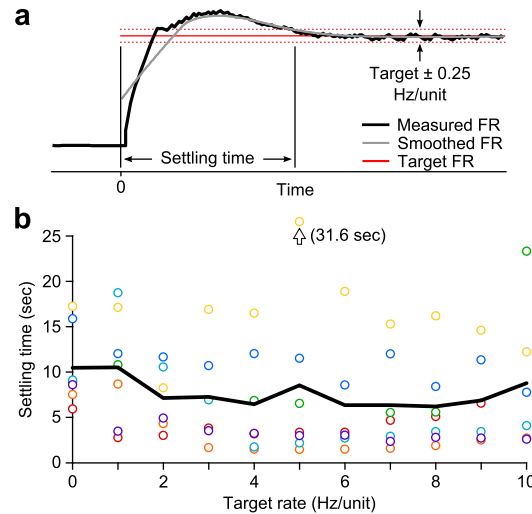 a
Target ± 0.25
Hz/unit
Measured FR
Smoothed FR
Target FR
Settling time
0
Time
b
(31.6 sec)
Settling time (sec)
25
20
15
10
5
0
0 2 4 6 8 10
Target rate (Hz/unit)